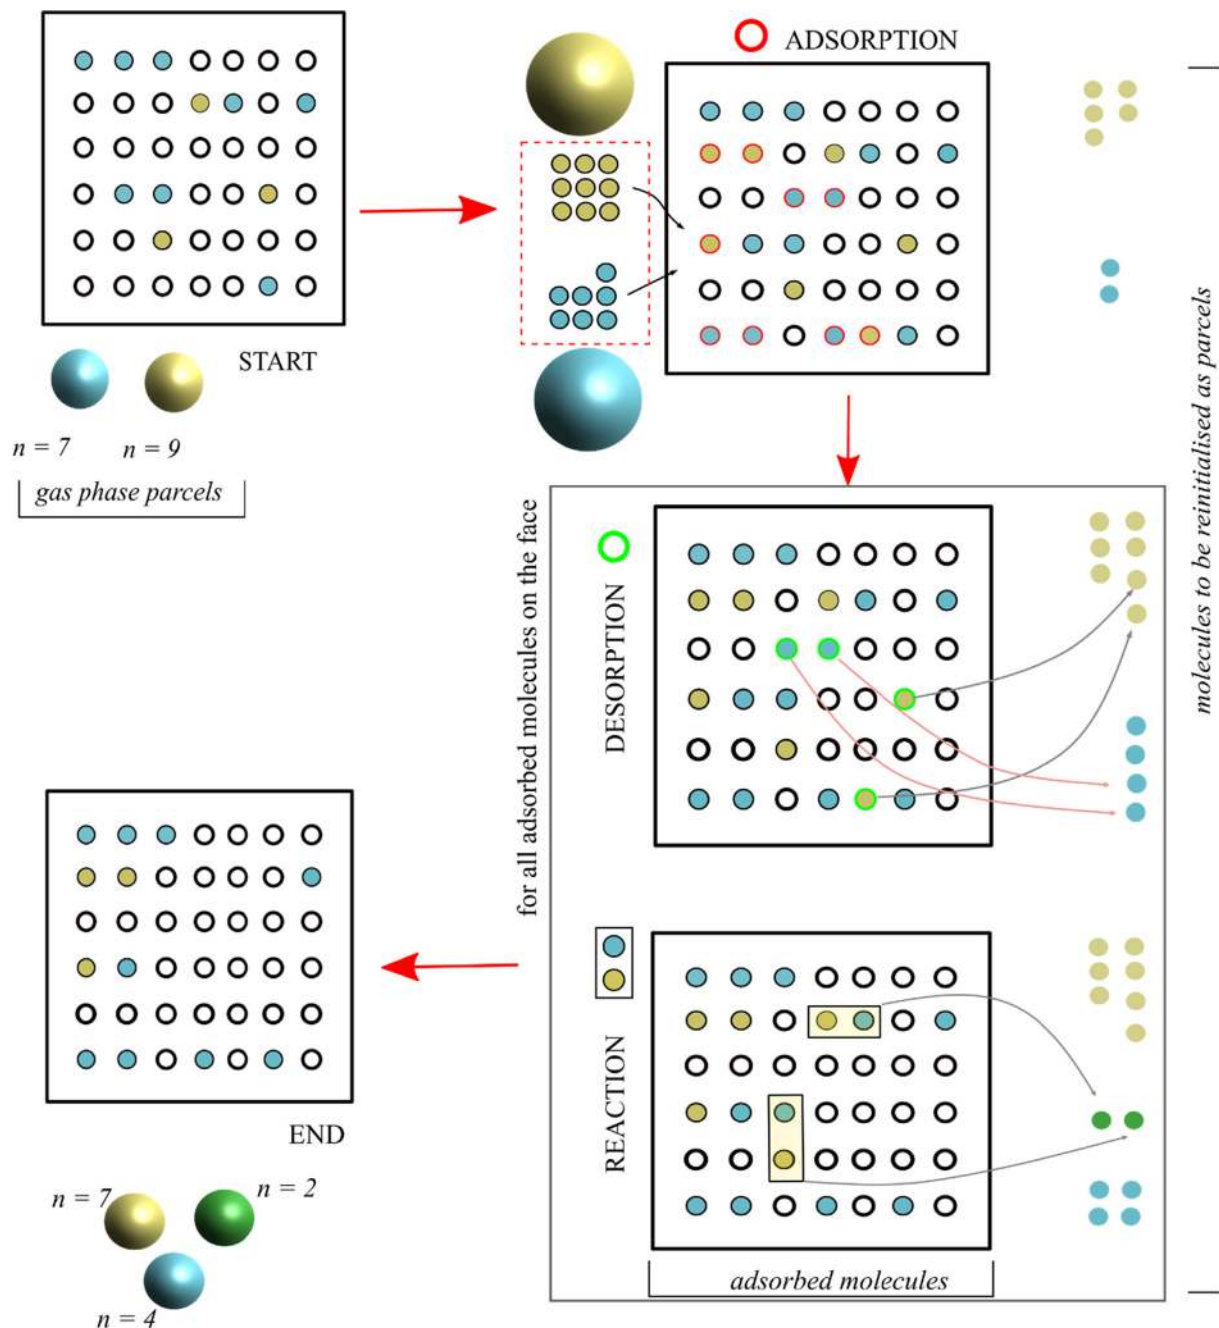 START
n = 7
n = 9
gas phase parcels
ADSORPTION
molecules to be reinitialised as parcels
for all adsorbed molecules on the face
DESORPTION
REACTION
adsorbed molecules
END
n = 7
n = 2
n = 4